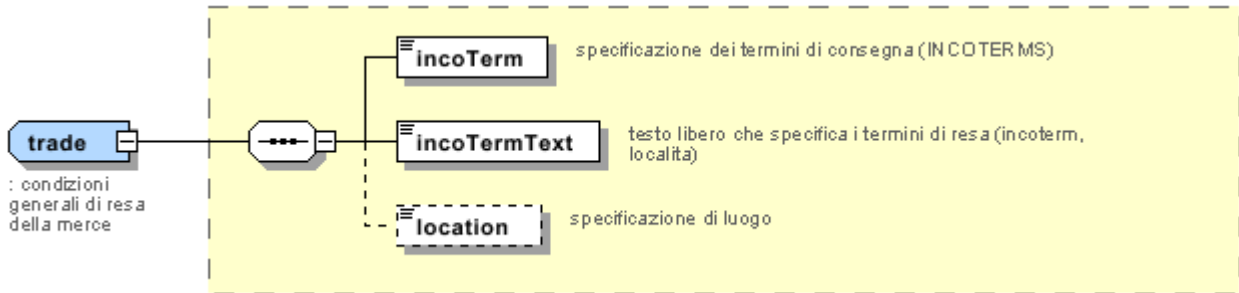 incoTerm
specificazione dei termini di consegna (INCOTERMS)
trade
: condizioni
generali di resa
della merce
incoTermText
testo libero che specifica i termini di resa (incoterm,
localita)
location
specificazione di luogo